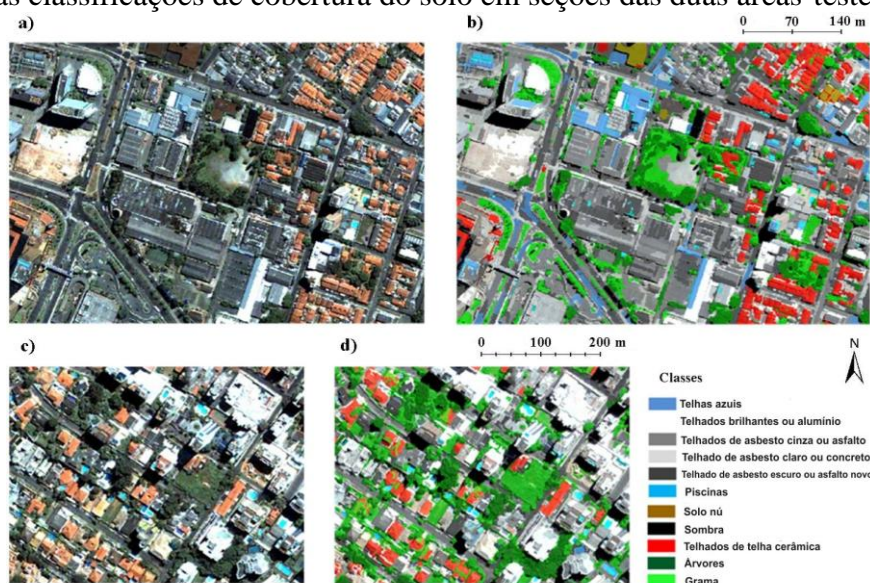 as classificações de cobertura do solo em seções das duas áreas-teste
a) b) 0 70 140 m
c) d) 0 100 200 m N
Classes
Telhas azuis
Telhados brilhantes ou alumínio
Telhados de asbesto cinza ou asfalto
Telhado de asbesto claro ou concreto
Telhado de asbesto escuro ou asfalto novo
Piscinas
Solo nú
Sombra
Telhados de telha cerâmica
Àrvores
Grama